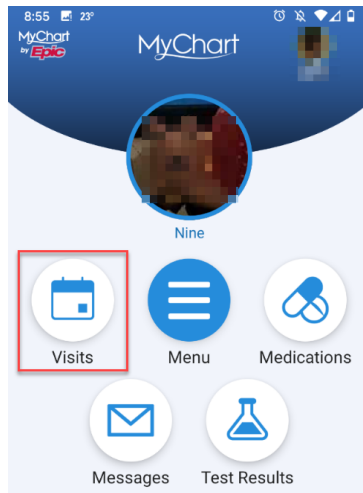 8:55 23°
MyChart
by Epic
MyChart
Nine
Visits
Menu
Medications
Messages
Test Results